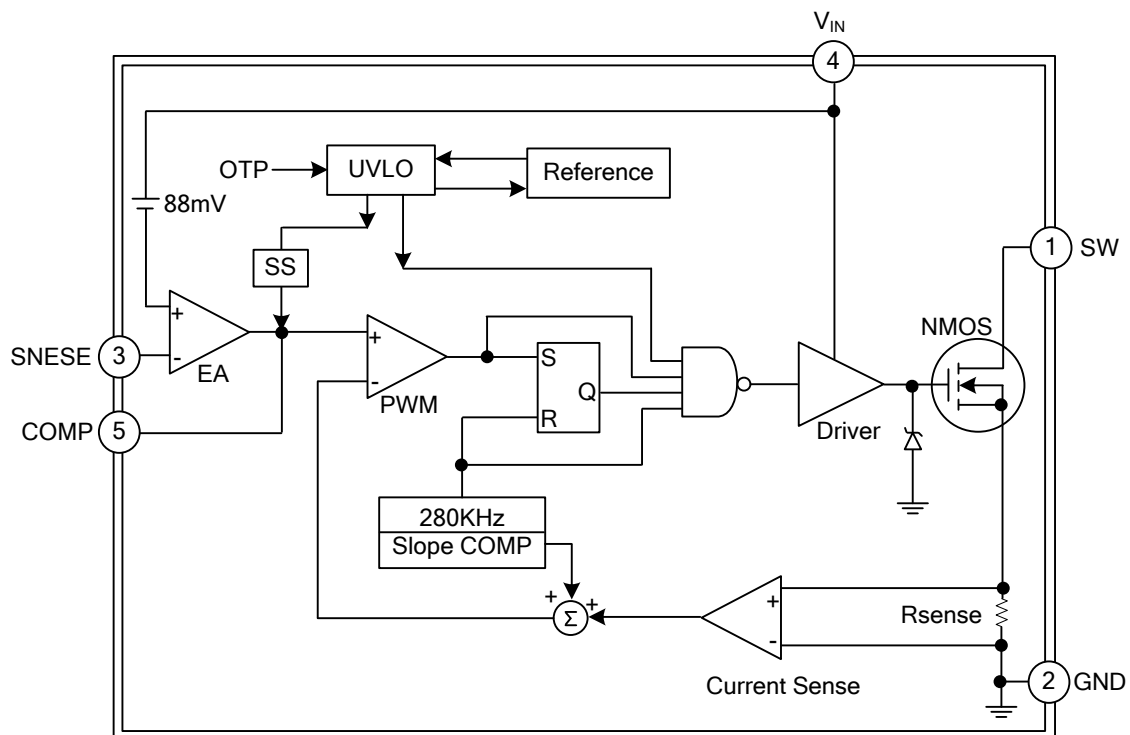 VIN
4
OTP
UVLO
Reference
88mV
SS
1
SW
NMOS
+
-
EA
SNESE
3
+
-
PWM
S
Q
R
COMP
5
Driver
280KHz
Slope COMP
+
+
Σ
+
-
Rsense
Current Sense
2
GND